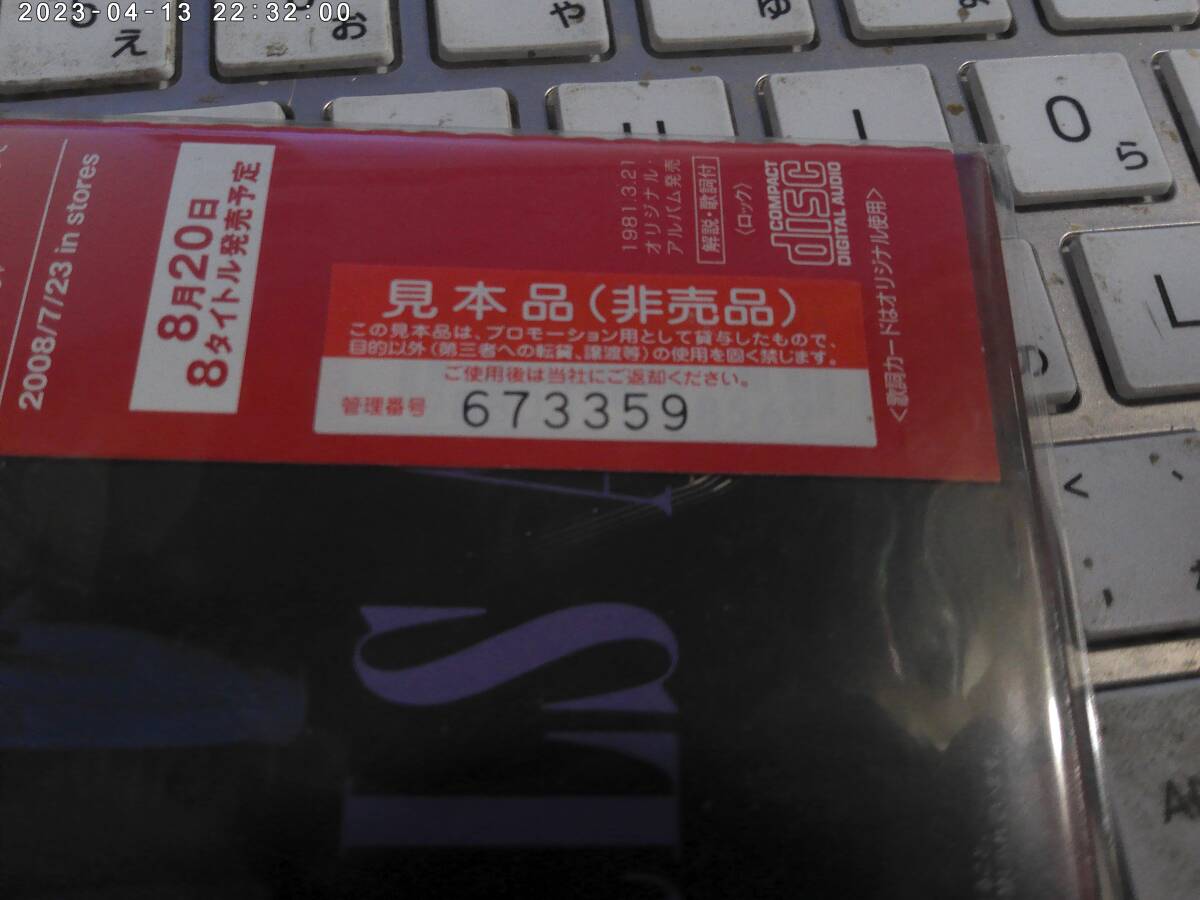 2023-04-13 22:32:00
え
お
や
ゆ
O
ら
L
2008/7/23 in stores
8月20日
8タイトル発売予定
1981.3.21
オリジナル・
アルバム発売
解説・歌詞付
〈ロック〉
COMPACT
disc
DIGITAL AUDIO
<歌詞カードはオリジナル使用>
見本品(非売品)
この見本品は、プロモーション用として貸与したもので、
目的以外(第三者への転貸、譲渡等)の使用を固く禁じます。
ご使用後は当社にご返却ください。
管理番号 673359
<
、
LS